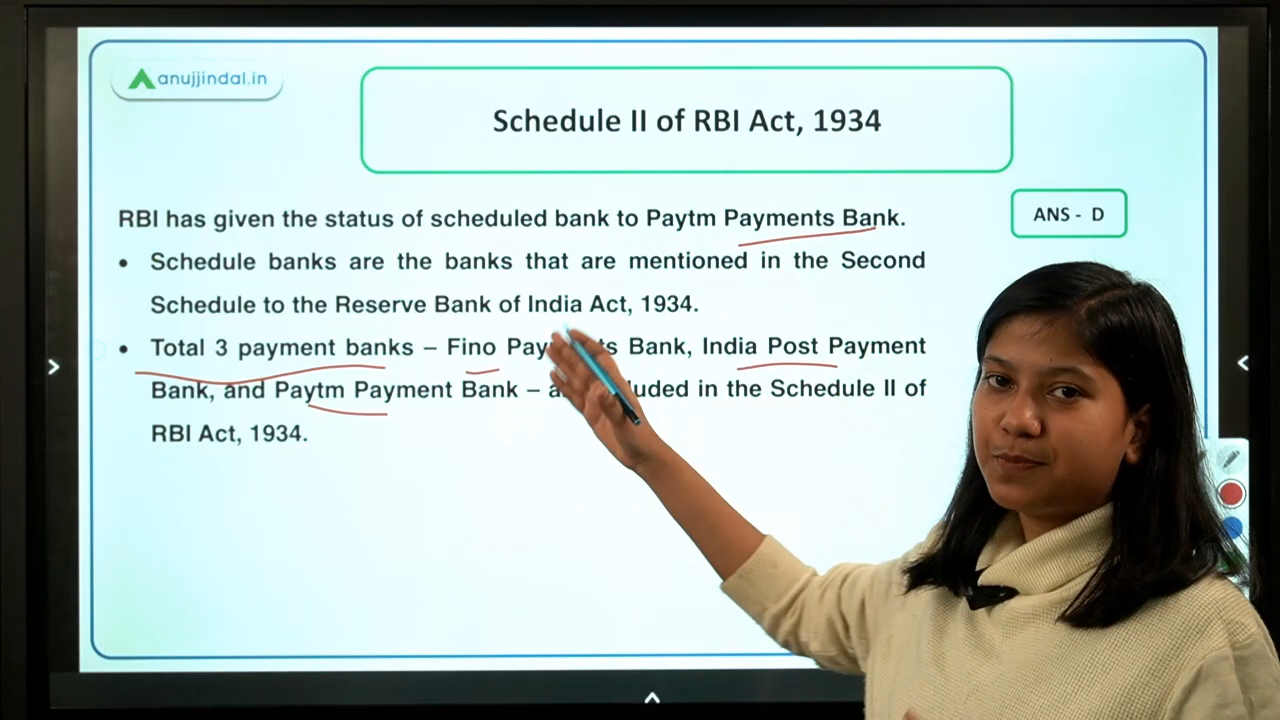 anujjindal.in
Schedule II of RBI Act, 1934
RBI has given the status of scheduled bank to Paytm Payments Bank.
ANS - D
Schedule banks are the banks that are mentioned in the Second
Schedule to the Reserve Bank of India Act, 1934.
Total 3 payment banks – Fino Bank, India Post Payment
Bank, and Paytm Payment Bank – in the Schedule II of
RBI Act, 1934.